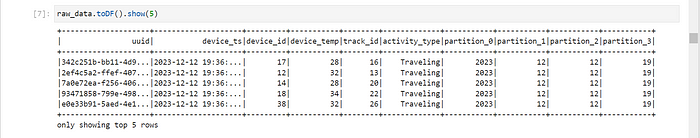 [7]: raw_data.toDF().show(5)
+--------------------+--------------------+---------+-----------+--------+-------------+-----------+-----------+-----------+-----------+
| uuid| device_ts|device_id|device_temp|track_id|activity_type|partition_0|partition_1|partition_2|partition_3|
+--------------------+--------------------+---------+-----------+--------+-------------+-----------+-----------+-----------+-----------+
|342c251b-bb11-4d9...|2023-12-12 19:36:...| 17| 28| 16| Traveling| 2023| 12| 12| 19|
|2ef4c5a2-ffef-407...|2023-12-12 19:36:...| 12| 32| 13| Traveling| 2023| 12| 12| 19|
|7a0e72ea-f256-406...|2023-12-12 19:36:...| 14| 28| 20| Traveling| 2023| 12| 12| 19|
|93471858-799e-498...|2023-12-12 19:36:...| 18| 34| 22| Traveling| 2023| 12| 12| 19|
|e0e33b91-5aed-4e1...|2023-12-12 19:36:...| 38| 32| 26| Traveling| 2023| 12| 12| 19|
+--------------------+--------------------+---------+-----------+--------+-------------+-----------+-----------+-----------+-----------+
only showing top 5 rows